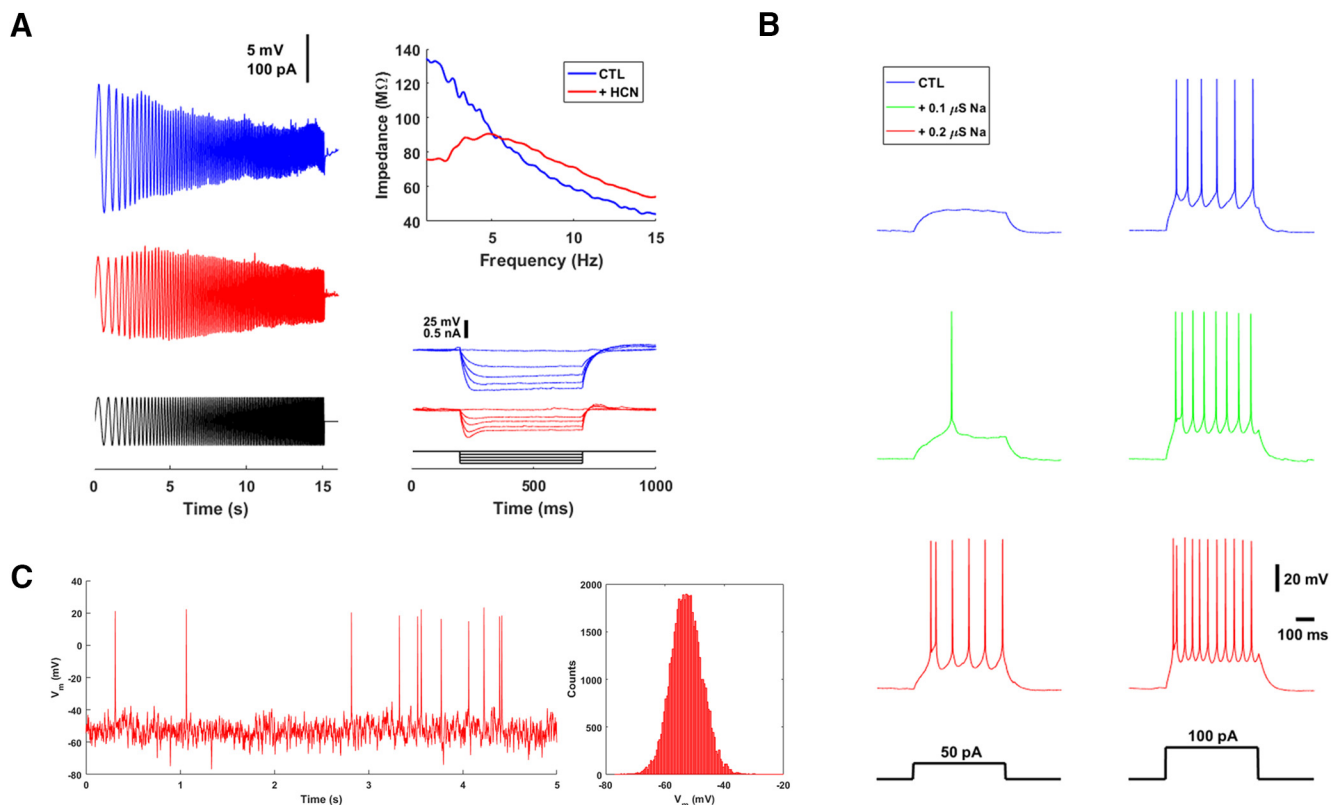 A
5 mV
100 pA
0 5 10 15
Time (s)
140
120
100
80
60
40
Impedance (MΩ)
CTL
+ HCN
5 10 15
Frequency (Hz)
25 mV
0.5 nA
0 500 1000
Time (ms)
B
CTL
+ 0.1 µS Na
+ 0.2 µS Na
20 mV
100 ms
50 pA
100 pA
C
40
20
0
-20
-40
-60
-80
Vm (mV)
0 1 2 3 4 5
Time (s)
2000
1500
1000
500
0
Counts
-80 -60 -40 -20
Vm (mV)